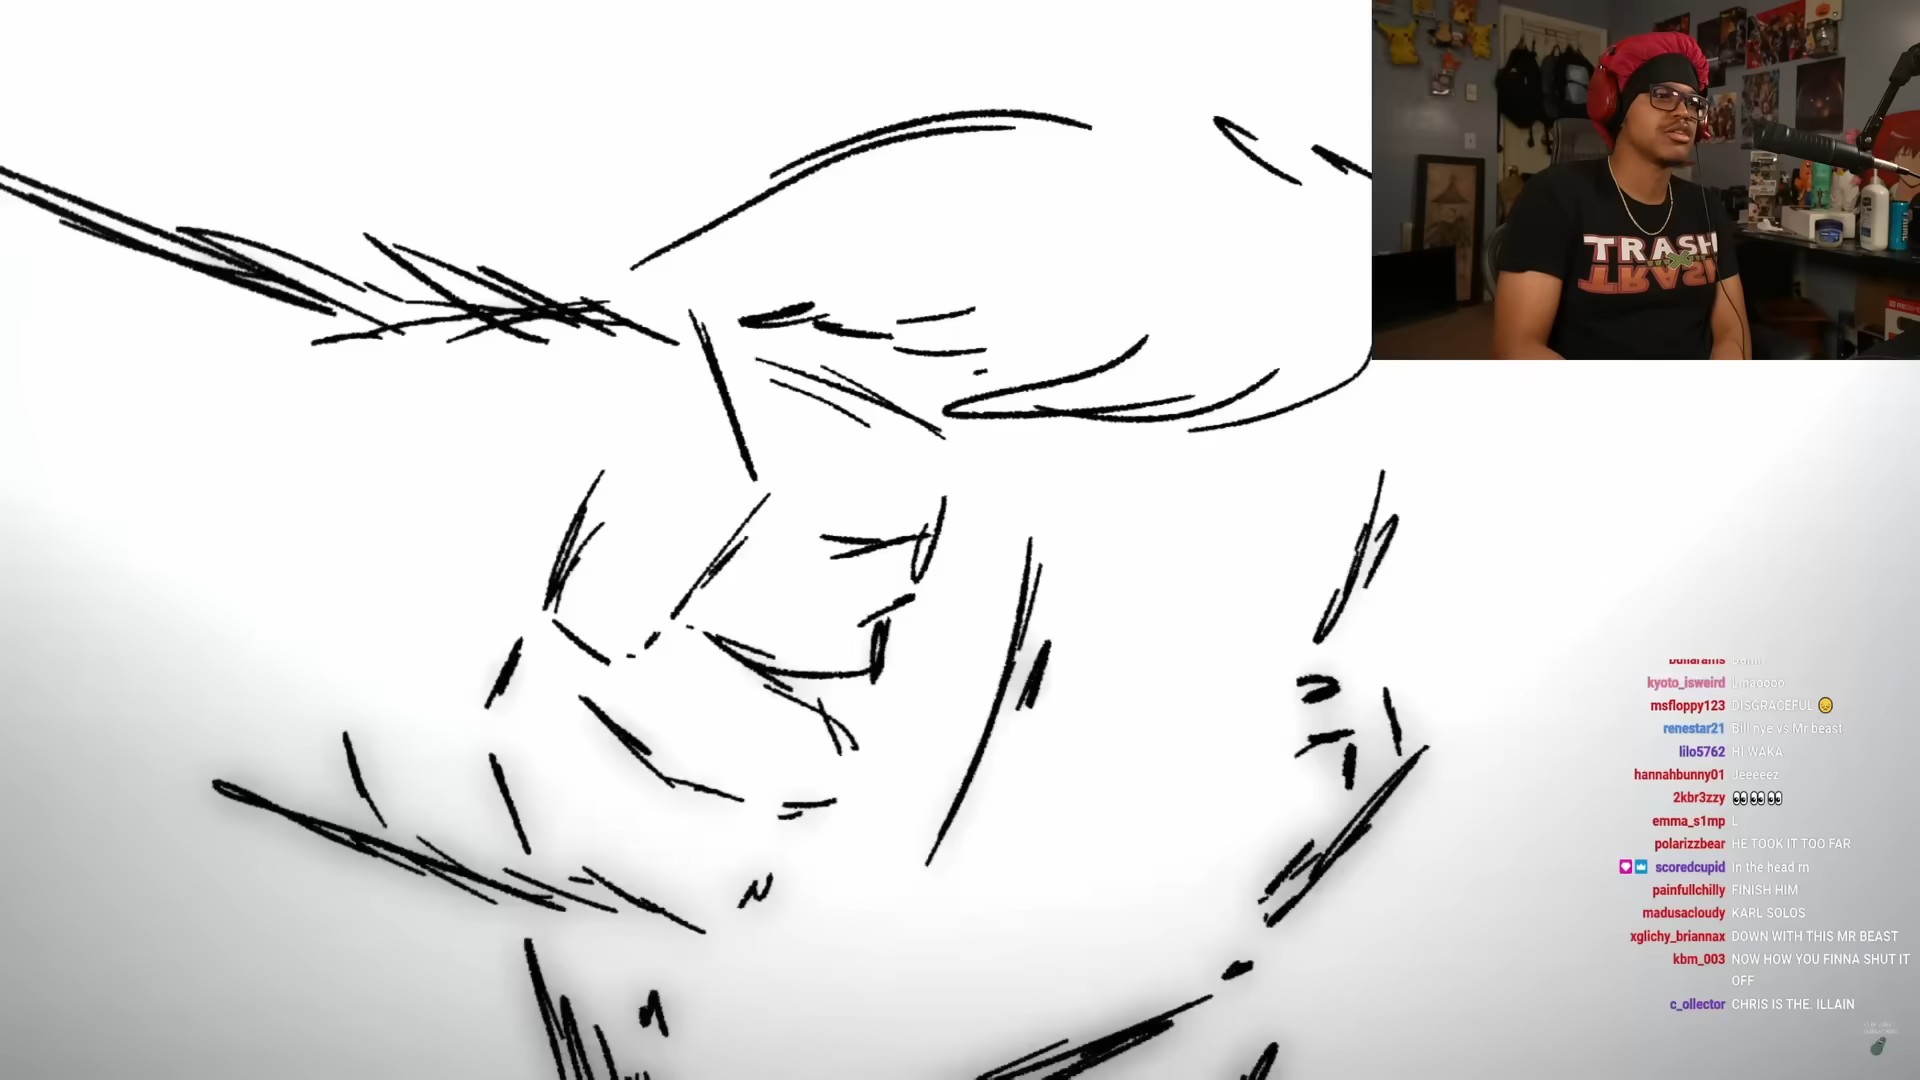 TRASH
kyoto_isweird Lmaoooo
msfloppy123 DISGRACEFUL 😔
renestar21 Bill nye vs Mr beast
lilo5762 HI WAKA
hannahbunny01 Jeeeeez
2kbr3zzy 👀👀👀
emma_s1mp L
polarizzbear HE TOOK IT TOO FAR
scoredcupid In the head rn
painfullchilly FINISH HIM
madusacloudy KARL SOLOS
xglichy_briannax DOWN WITH THIS MR BEAST
kbm_003 NOW HOW YOU FINNA SHUT IT
OFF
c_ollector CHRIS IS THE. ILLAIN